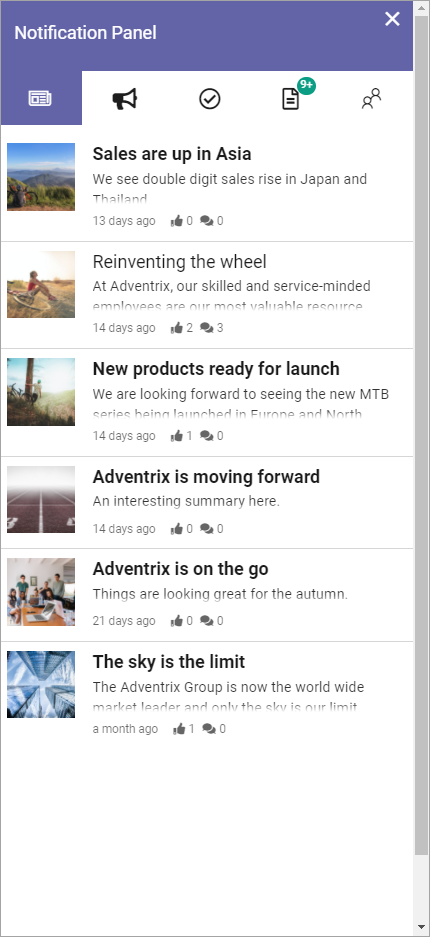 Notification Panel
9+
Sales are up in Asia
We see double digit sales rise in Japan and
Thailand
13 days ago 0 0
Reinventing the wheel
At Adventrix, our skilled and service-minded
employees are our most valuable resource
14 days ago 2 3
New products ready for launch
We are looking forward to seeing the new MTB
series being launched in Europe and North
14 days ago 1 0
Adventrix is moving forward
An interesting summary here.
14 days ago 0 0
Adventrix is on the go
Things are looking great for the autumn.
21 days ago 0 0
The sky is the limit
The Adventrix Group is now the world wide
market leader and only the sky is our limit
a month ago 1 0